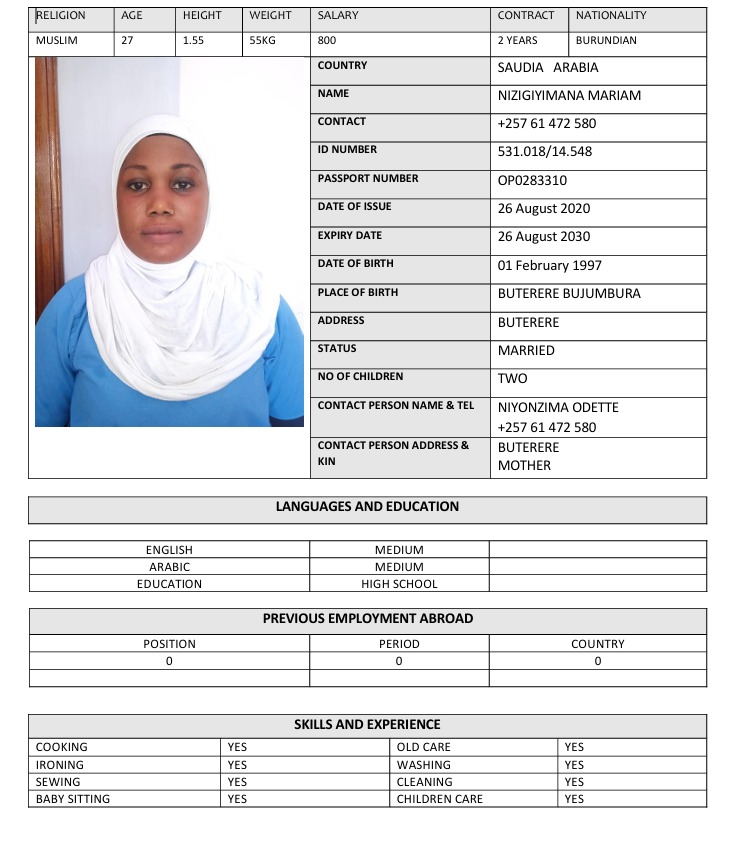 RELIGION AGE HEIGHT WEIGHT SALARY CONTRACT NATIONALITY
MUSLIM 27 1.55 55KG 800 2 YEARS BURUNDIAN
COUNTRY SAUDIA ARABIA
NAME NIZIGIYIMANA MARIAM
CONTACT +257 61 472 580
ID NUMBER 531.018/14.548
PASSPORT NUMBER OP0283310
DATE OF ISSUE 26 August 2020
EXPIRY DATE 26 August 2030
DATE OF BIRTH 01 February 1997
PLACE OF BIRTH BUTERERE BUJUMBURA
ADDRESS BUTERERE
STATUS MARRIED
NO OF CHILDREN TWO
CONTACT PERSON NAME & TEL NIYONZIMA ODETTE
+257 61 472 580
CONTACT PERSON ADDRESS & BUTERERE
KIN MOTHER
LANGUAGES AND EDUCATION
ENGLISH MEDIUM
ARABIC MEDIUM
EDUCATION HIGH SCHOOL
PREVIOUS EMPLOYMENT ABROAD
POSITION PERIOD COUNTRY
0 0 0
SKILLS AND EXPERIENCE
COOKING YES OLD CARE YES
IRONING YES WASHING YES
SEWING YES CLEANING YES
BABY SITTING YES CHILDREN CARE YES